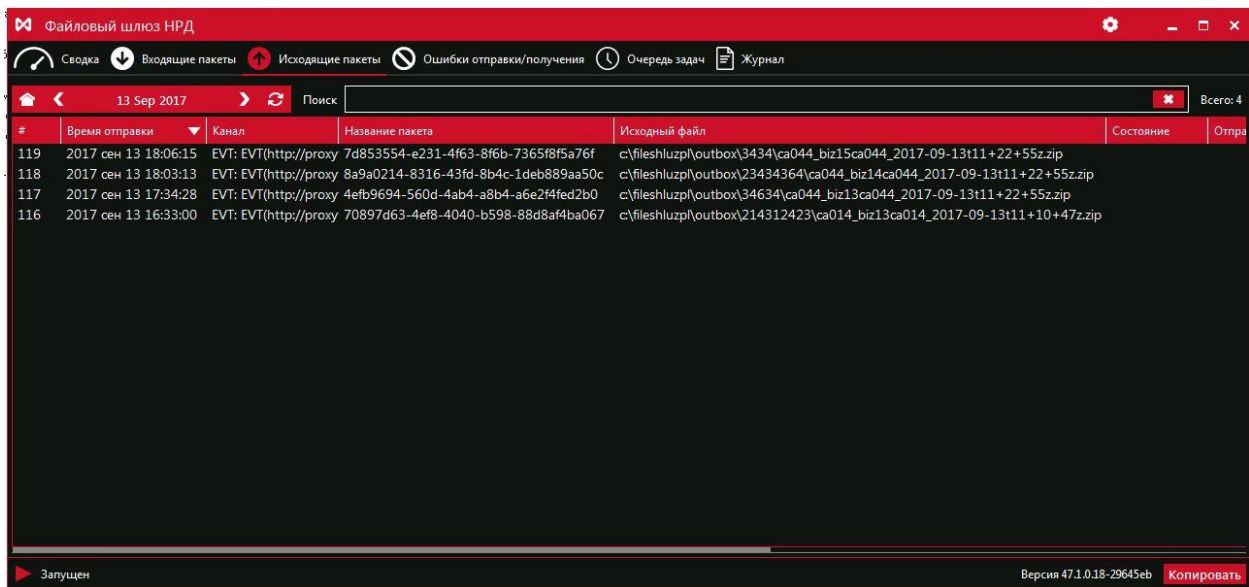 Файловый шлюз НРД
Сводка Входящие пакеты Исходящие пакеты Ошибки отправки/получения Очередь задач Журнал
13 Sep 2017 Поиск Всего: 4
# Время отправки Канал Название пакета Исходный файл Состояние Отпра
119 2017 сен 13 18:06:15 EVT: EVT(http://proxy 7d853554-e231-4f63-8f6b-7365f8f5a76f c:\fileshluzpl\outbox\3434\ca044_biz15ca044_2017-09-13t11+22+55z.zip
118 2017 сен 13 18:03:13 EVT: EVT(http://proxy 8a9a0214-8316-43fd-8b4c-1deb889aa50c c:\fileshluzpl\outbox\23434364\ca044_biz14ca044_2017-09-13t11+22+55z.zip
117 2017 сен 13 17:34:28 EVT: EVT(http://proxy 4efb9694-560d-4ab4-a8b4-a6e2f4fed2b0 c:\fileshluzpl\outbox\34634\ca044_biz13ca044_2017-09-13t11+22+55z.zip
116 2017 сен 13 16:33:00 EVT: EVT(http://proxy 70897d63-4ef8-4040-b598-88d8af4ba067 c:\fileshluzpl\outbox\214312423\ca014_biz13ca014_2017-09-13t11+10+47z.zip
Запущен Версия 47.1.0.18-29645eb Копировать